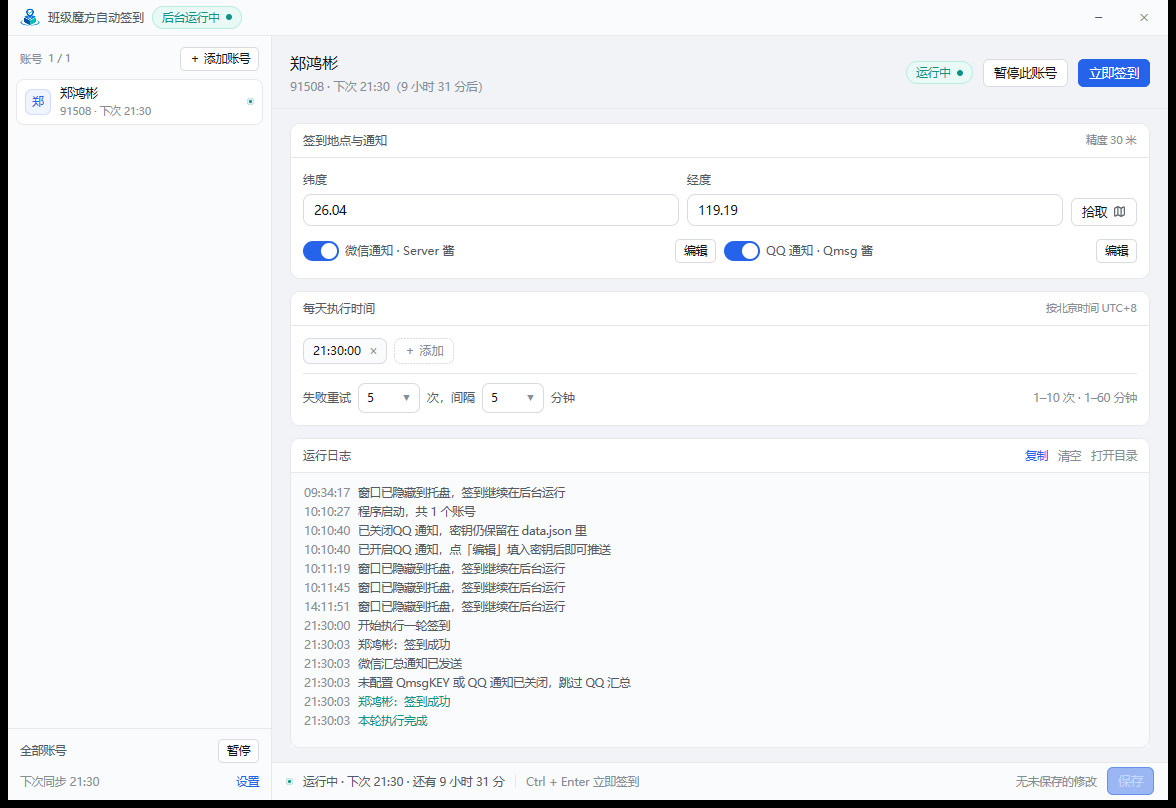 班级魔方自动签到 后台运行中
账号 1 / 1 + 添加账号
郑
郑鸿彬
91508 · 下次 21:30
全部账号 暂停
下次同步 21:30 设置
郑鸿彬
91508 · 下次 21:30（9 小时 31 分后）
运行中 暂停此账号 立即签到
签到地点与通知 精度 30 米
纬度 经度
26.04 119.19 拾取
微信通知 · Server 酱 编辑 QQ 通知 · Qmsg 酱 编辑
每天执行时间 按北京时间 UTC+8
21:30:00 × + 添加
失败重试 5 次，间隔 5 分钟 1–10 次 · 1–60 分钟
运行日志 复制 清空 打开目录
09:34:17 窗口已隐藏到托盘，签到继续在后台运行
10:10:27 程序启动，共 1 个账号
10:10:40 已关闭QQ 通知，密钥仍保留在 data.json 里
10:10:40 已开启QQ 通知，点「编辑」填入密钥后即可推送
10:11:19 窗口已隐藏到托盘，签到继续在后台运行
10:11:45 窗口已隐藏到托盘，签到继续在后台运行
14:11:51 窗口已隐藏到托盘，签到继续在后台运行
21:30:00 开始执行一轮签到
21:30:03 郑鸿彬：签到成功
21:30:03 微信汇总通知已发送
21:30:03 未配置 QmsgKEY 或 QQ 通知已关闭，跳过 QQ 汇总
21:30:03 郑鸿彬：签到成功
21:30:03 本轮执行完成
运行中 · 下次 21:30 · 还有 9 小时 31 分 Ctrl + Enter 立即签到 无未保存的修改 保存